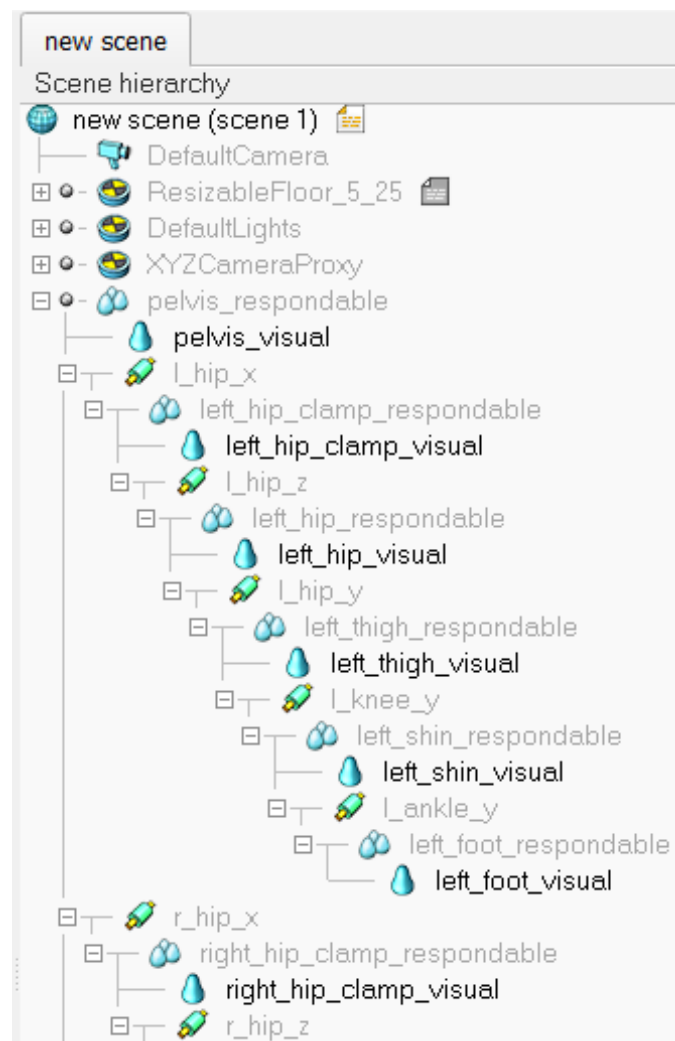 new scene
Scene hierarchy
new scene (scene 1)
DefaultCamera
ResizableFloor_5_25
DefaultLights
XYZCameraProxy
pelvis_respondable
pelvis_visual
l_hip_x
left_hip_clamp_respondable
left_hip_clamp_visual
l_hip_z
left_hip_respondable
left_hip_visual
l_hip_y
left_thigh_respondable
left_thigh_visual
l_knee_y
left_shin_respondable
left_shin_visual
l_ankle_y
left_foot_respondable
left_foot_visual
r_hip_x
right_hip_clamp_respondable
right_hip_clamp_visual
r_hip_z